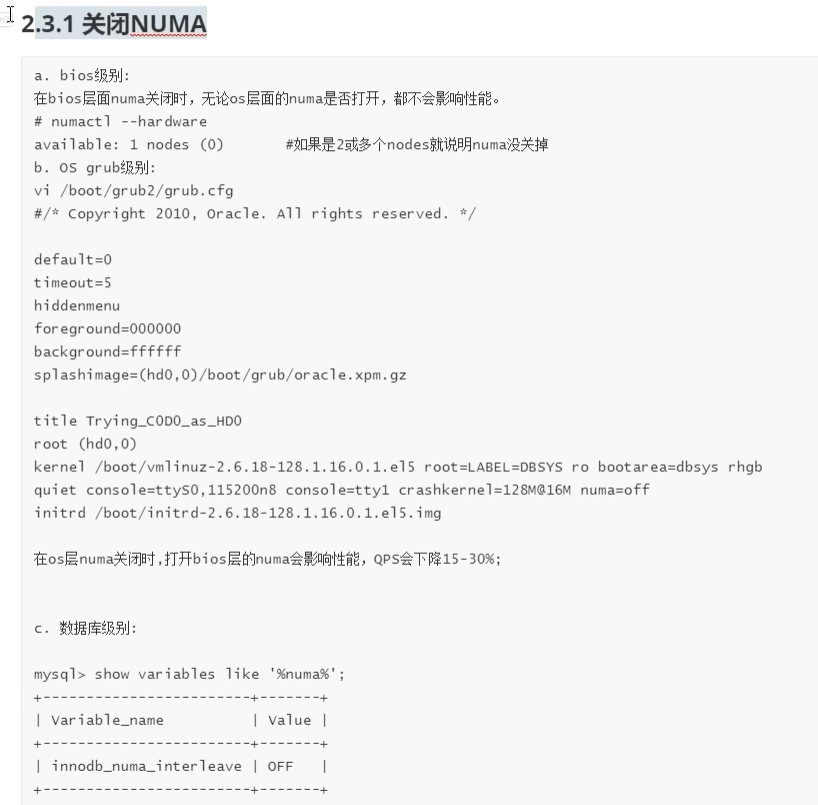 2.3.1 关闭NUMA
a. bios级别:
在bios层面numa关闭时，无论os层面的numa是否打开，都不会影响性能。
# numactl --hardware
available: 1 nodes (0)       #如果是2或多个nodes就说明numa没关掉
b. OS grub级别:
vi /boot/grub2/grub.cfg
#/* Copyright 2010, Oracle. All rights reserved. */
default=0
timeout=5
hiddenmenu
foreground=000000
background=ffffff
splashimage=(hd0,0)/boot/grub/oracle.xpm.gz
title Trying_C0D0_as_HD0
root (hd0,0)
kernel /boot/vmlinuz-2.6.18-128.1.16.0.1.el5 root=LABEL=DBSYS ro bootarea=dbsys rhgb
quiet console=ttyS0,115200n8 console=tty1 crashkernel=128M@16M numa=off
initrd /boot/initrd-2.6.18-128.1.16.0.1.el5.img
在os层numa关闭时,打开bios层的numa会影响性能，QPS会下降15-30%;
c. 数据库级别:
mysql> show variables like '%numa%';
+-------------------------+-------+
| Variable_name           | Value |
+-------------------------+-------+
| innodb_numa_interleave | OFF   |
+-------------------------+-------+